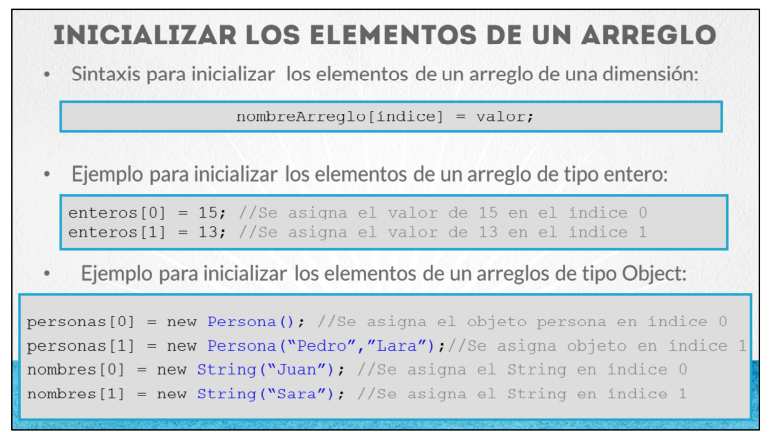 INICIALIZAR LOS ELEMENTOS DE UN ARREGLO
• Sintaxis para inicializar los elementos de un arreglo de una dimensión:
nombreArreglo[índice] = valor;
• Ejemplo para inicializar los elementos de un arreglo de tipo entero:
enteros[0] = 15; //Se asigna el valor de 15 en el índice 0
enteros[1] = 13; //Se asigna el valor de 13 en el índice 1
• Ejemplo para inicializar los elementos de un arreglos de tipo Object:
personas[0] = new Persona(); //Se asigna el objeto persona en índice 0
personas[1] = new Persona(“Pedro”,”Lara”);//Se asigna objeto en índice 1
nombres[0] = new String(“Juan”); //Se asigna el String en índice 0
nombres[1] = new String(“Sara”); //Se asigna el String en índice 1